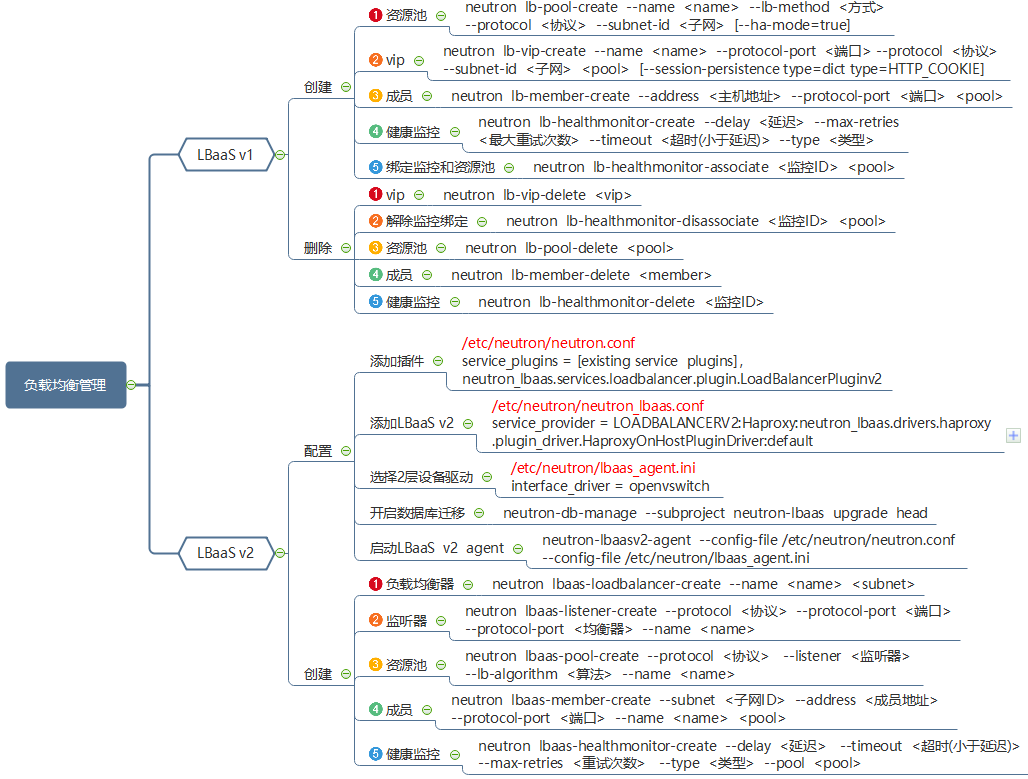 负载均衡管理
LBaaS v1
创建
1 资源池
neutron lb-pool-create --name <name> --lb-method <方式>
--protocol <协议> --subnet-id <子网> [--ha-mode=true]
2 vip
neutron lb-vip-create --name <name> --protocol-port <端口> --protocol <协议>
--subnet-id <子网> <pool> [--session-persistence type=dict type=HTTP_COOKIE]
3 成员
neutron lb-member-create --address <主机地址> --protocol-port <端口> <pool>
4 健康监控
neutron lb-healthmonitor-create --delay <延迟> --max-retries
<最大重试次数> --timeout <超时(小于延迟)> --type <类型>
5 绑定监控和资源池
neutron lb-healthmonitor-associate <监控ID> <pool>
删除
1 vip
neutron lb-vip-delete <vip>
2 解除监控绑定
neutron lb-healthmonitor-disassociate <监控ID> <pool>
3 资源池
neutron lb-pool-delete <pool>
4 成员
neutron lb-member-delete <member>
5 健康监控
neutron lb-healthmonitor-delete <监控ID>
LBaaS v2
配置
添加插件
/etc/neutron/neutron.conf
service_plugins = [existing service plugins],
neutron_lbaas.services.loadbalancer.plugin.LoadBalancerPluginv2
添加LBaaS v2
/etc/neutron/neutron_lbaas.conf
service_provider = LOADBALANCERV2:Haproxy:neutron_lbaas.drivers.haproxy
.plugin_driver.HaproxyOnHostPluginDriver:default
选择2层设备驱动
/etc/neutron/lbaas_agent.ini
interface_driver = openvswitch
开启数据库迁移
neutron-db-manage --subproject neutron-lbaas upgrade head
启动LBaaS v2 agent
neutron-lbaasv2-agent --config-file /etc/neutron/neutron.conf
--config-file /etc/neutron/lbaas_agent.ini
创建
1 负载均衡器
neutron lbaas-loadbalancer-create --name <name> <subnet>
2 监听器
neutron lbaas-listener-create --protocol <协议> --protocol-port <端口>
--protocol-port <均衡器> --name <name>
3 资源池
neutron lbaas-pool-create --protocol <协议> --listener <监听器>
--lb-algorithm <算法> --name <name>
4 成员
neutron lbaas-member-create --subnet <子网ID> --address <成员地址>
--protocol-port <端口> --name <name> <pool>
5 健康监控
neutron lbaas-healthmonitor-create --delay <延迟> --timeout <超时(小于延迟)>
--max-retries <重试次数> --type <类型> --pool <pool>